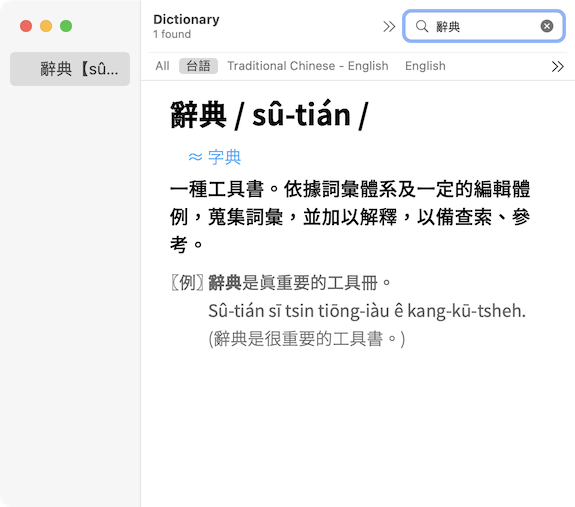 Dictionary
1 found
辭典
All 台語 Traditional Chinese - English English
辭典【sû...
辭典 / sû-tián /
≈ 字典
一種工具書。依據詞彙體系及一定的編輯體
例，蒐集詞彙，並加以解釋，以備查索、參
考。
〖例〗辭典是眞重要的工具冊。
Sû-tián sī tsin tiōng-iàu ê kang-kū-tsheh.
(辭典是很重要的工具書。)